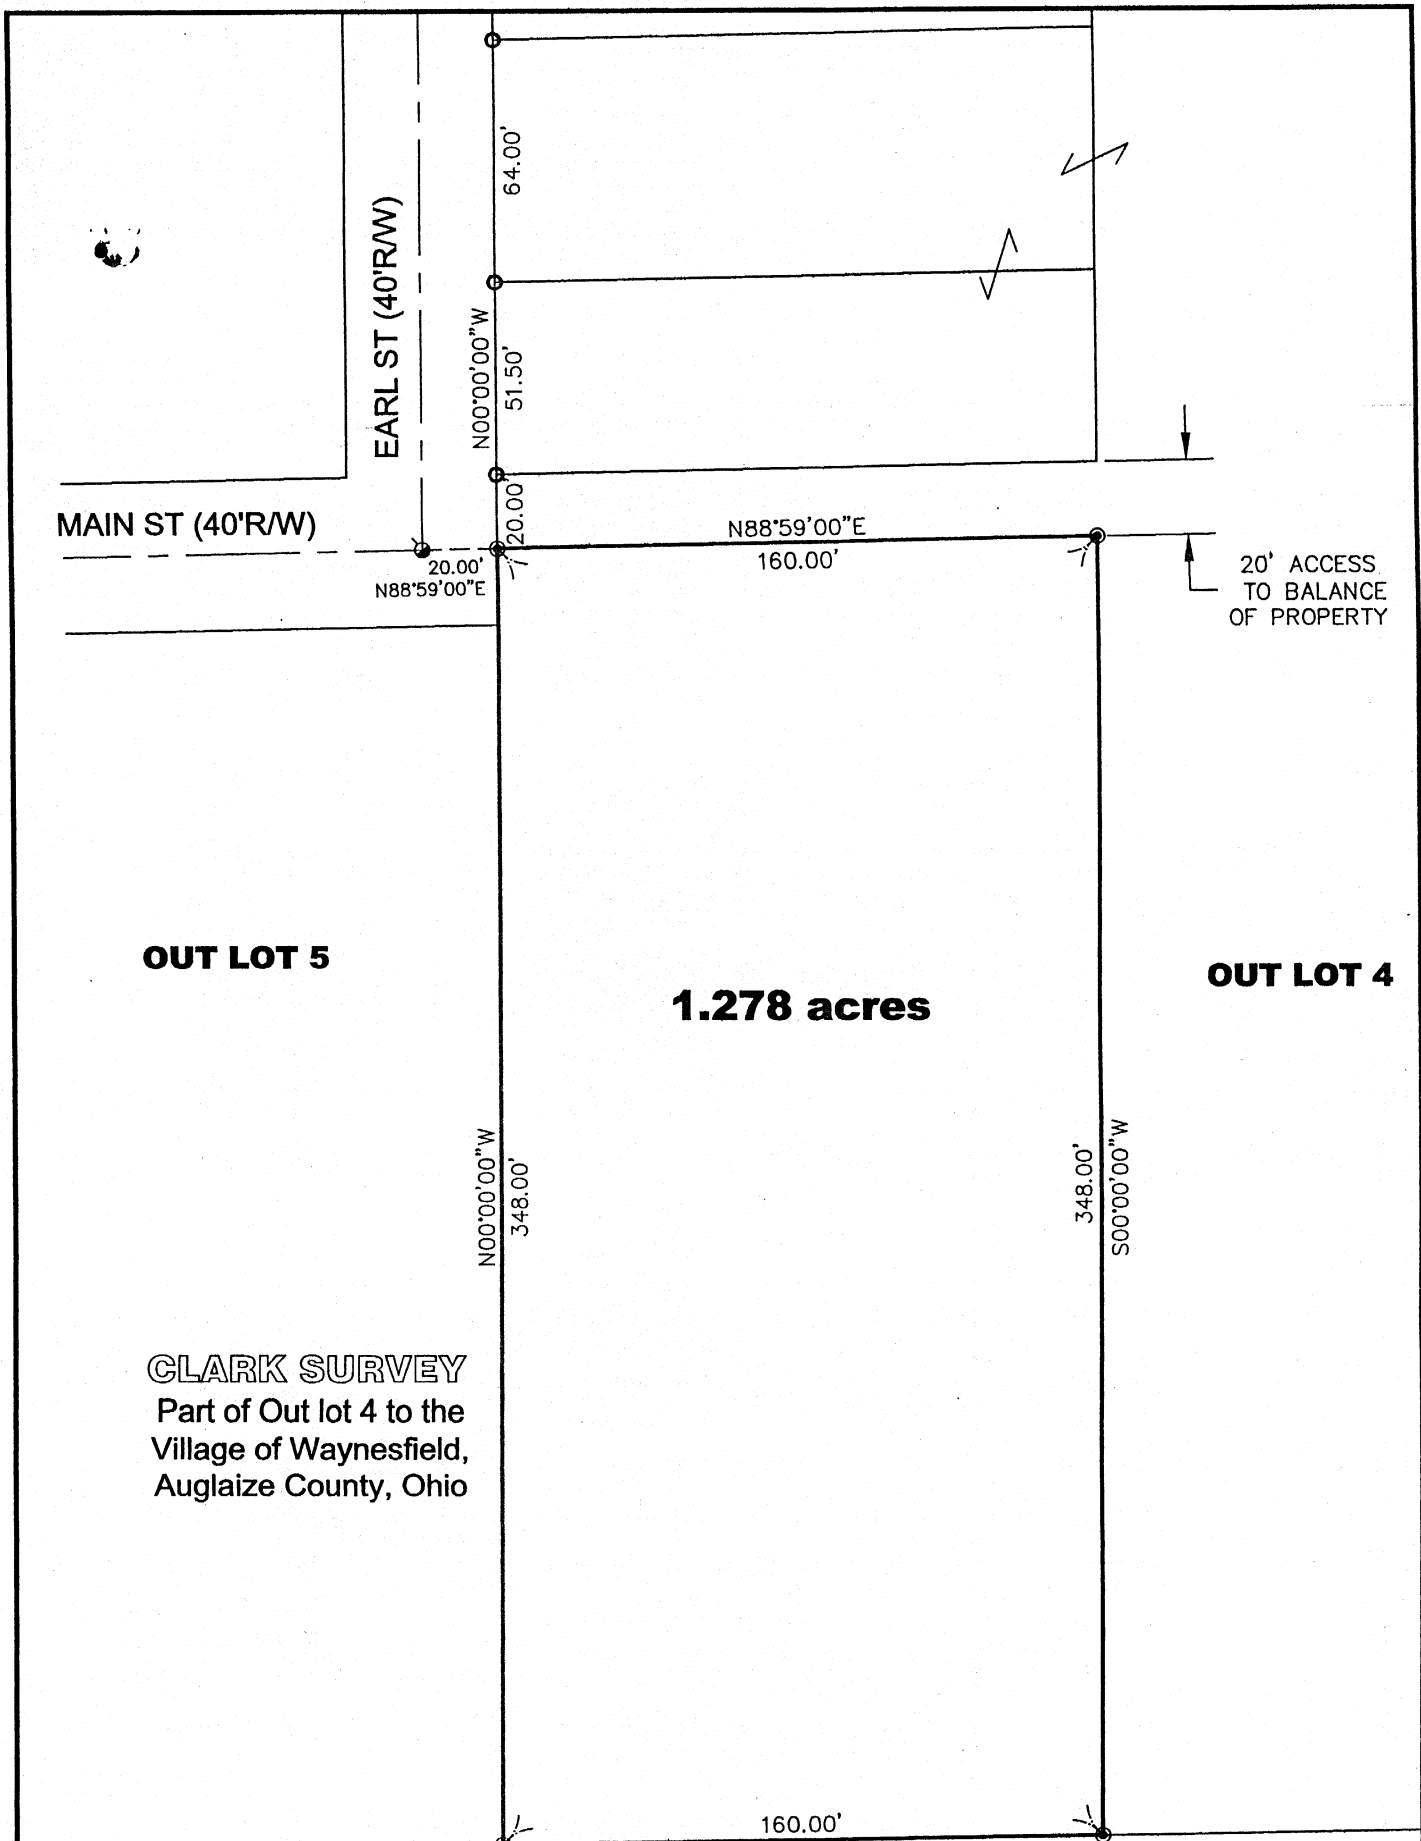 64.00'
EARL ST (40'R/W)
N00°00'00"W
51.50'
MAIN ST (40'R/W)
20.00'
N88°59'00"E
160.00'
20.00'
N88°59'00"E
20' ACCESS
TO BALANCE
OF PROPERTY
OUT LOT 5
OUT LOT 4
1.278 acres
N00°00'00"W
348.00'
348.00'
S00°00'00"W
CLARK SURVEY
Part of Out lot 4 to the
Village of Waynesfield,
Auglaize County, Ohio
160.00'